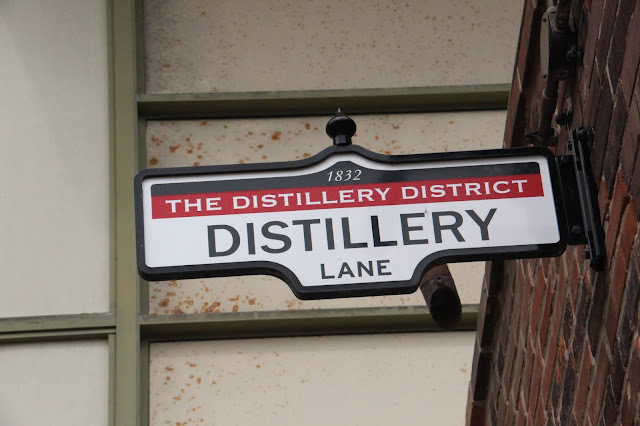 1832
THE DISTILLERY DISTRICT
DISTILLERY
LANE